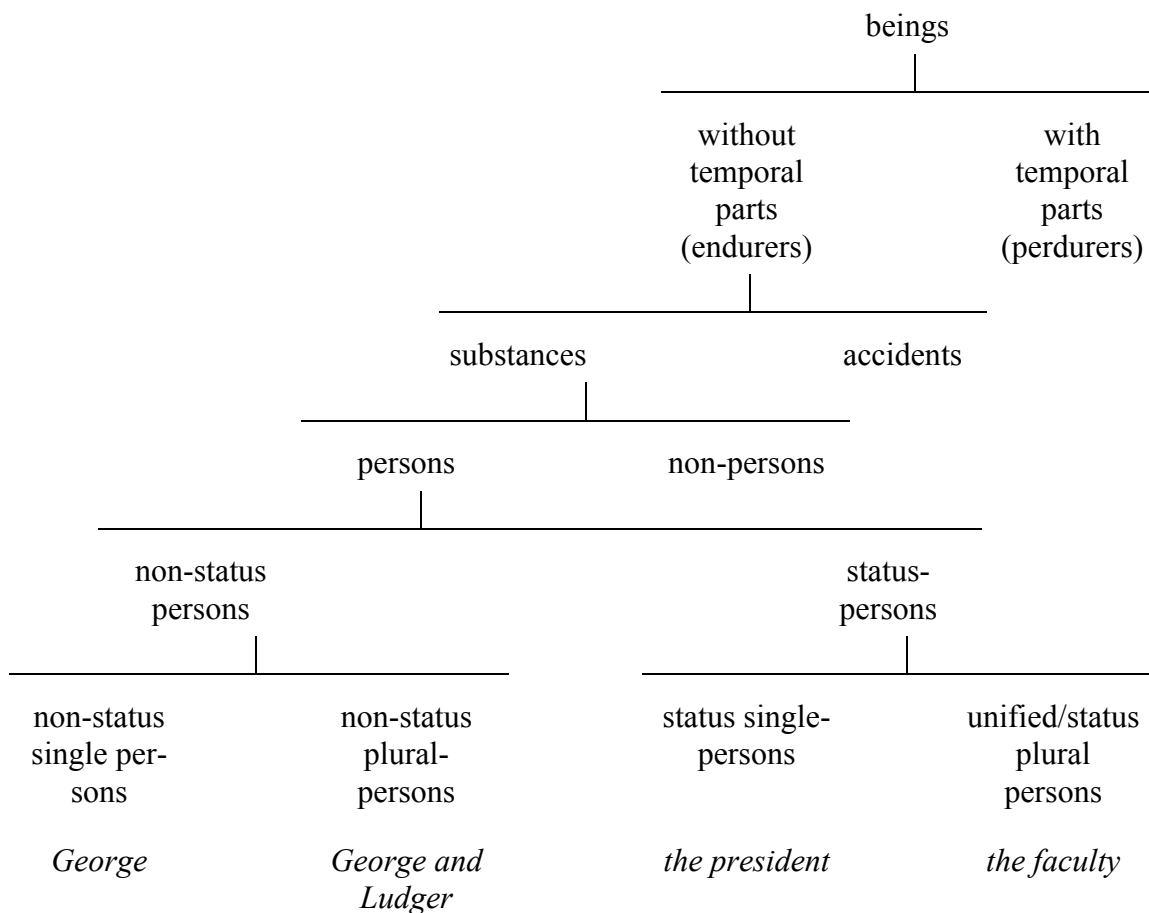 beings
without
temporal
parts
(endurers)
with
temporal
parts
(perdurers)
substances
accidents
persons
non-persons
non-status
persons
status-
persons
non-status
single per-
sons
non-status
plural-
persons
status single-
persons
unified/status
plural
persons
George
George and
Ludger
the president
the faculty